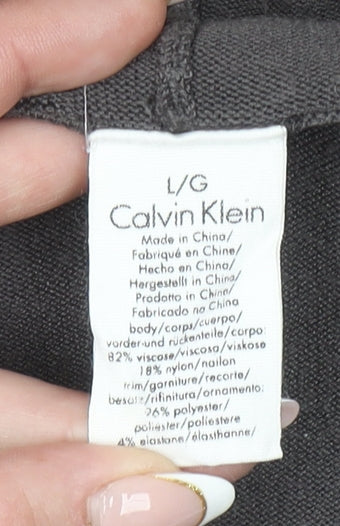 L/G
Calvin Klein
Made in China/
Fabriqué en Chine/
Hecho en China/
Hergestellt in China/
Prodotto in China/
Fabricado na China
body/corps/cuerpo/
vorder-und rückenteile/corpo:
82% viscose/viscosa/viskose
18% nylon/nailon
trim/garniture/recorte/
besatz/rifinitura/ornamento:
96% polyester/
poliéster/poliestere
4% elastane/élasthanne/